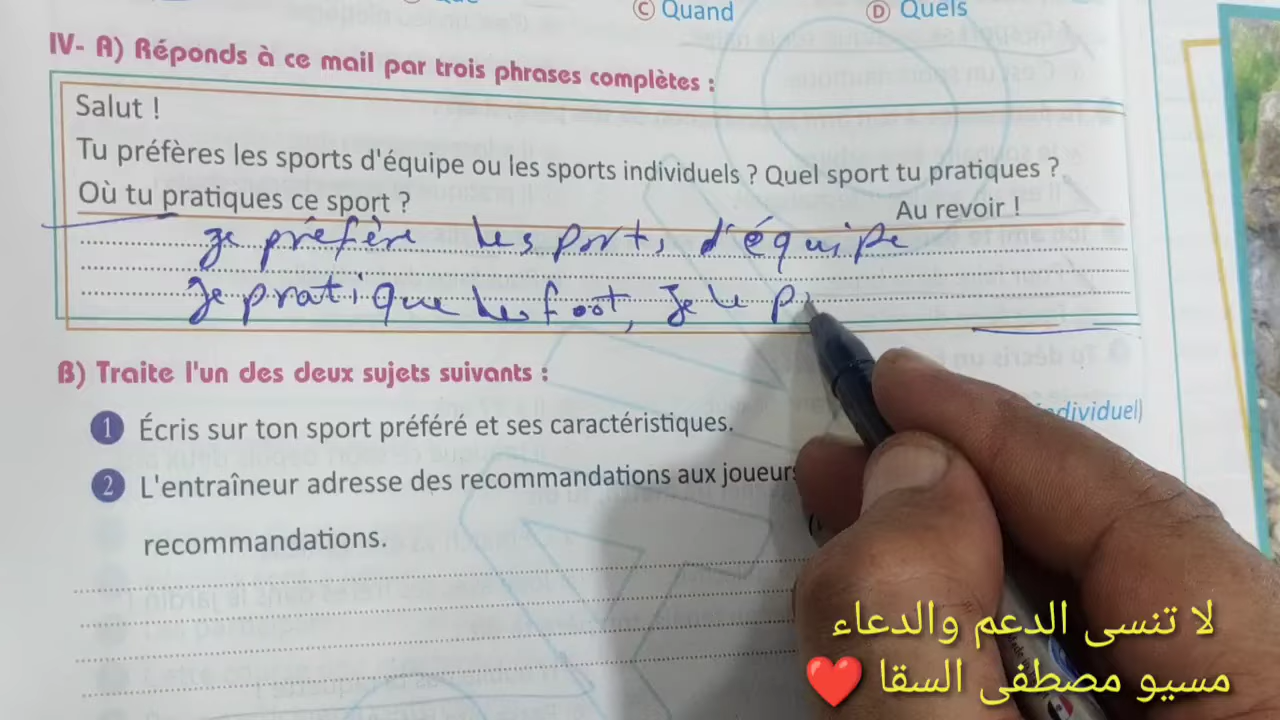 C Quand
D Quels
IV- A) Réponds à ce mail par trois phrases complètes :
Salut !
Tu préfères les sports d'équipe ou les sports individuels ? Quel sport tu pratiques ?
Où tu pratiques ce sport ?
Au revoir !
je préfère les sports d'équipe
Je pratique le foot, Je le p
B) Traite l'un des deux sujets suivants :
1 Écris sur ton sport préféré et ses caractéristiques.
individuel)
2 L'entraîneur adresse des recommandations aux joueurs
recommandations.
لا تنسى الدعم والدعاء
مسيو مصطفى السقا ❤️